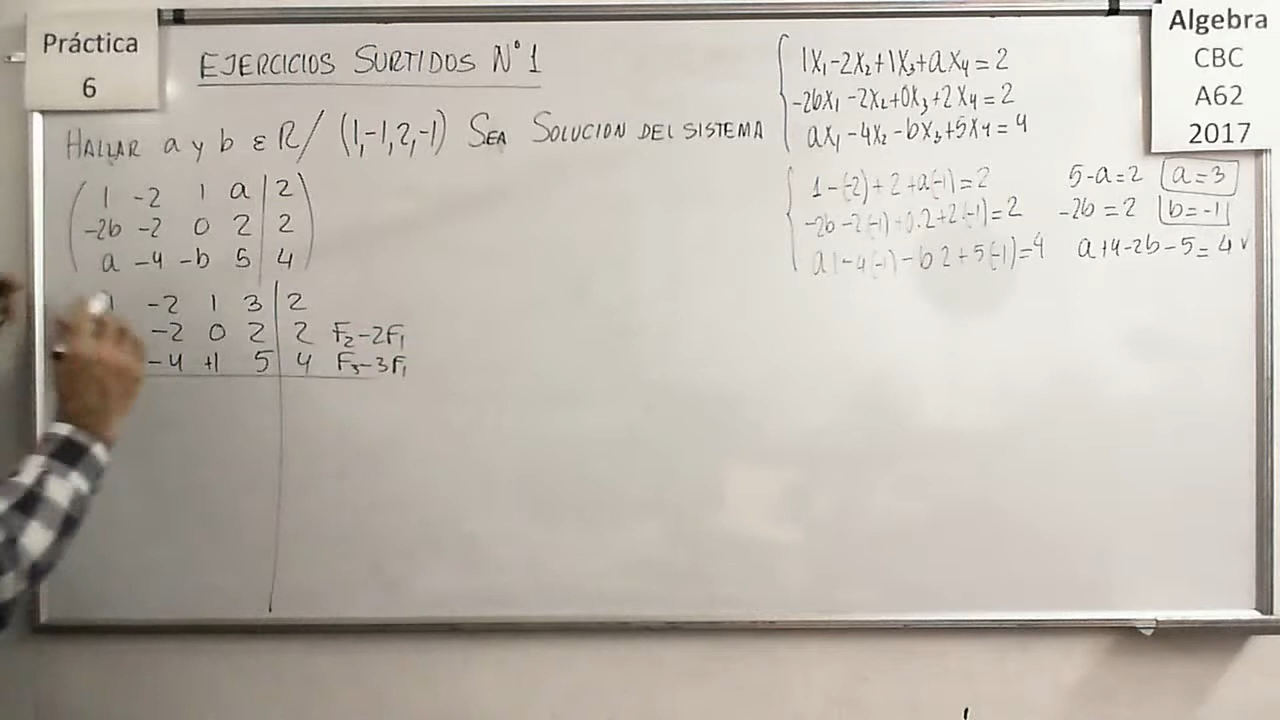 Práctica
6
EJERCICIOS SURTIDOS N°1
Algebra
CBC
A62
2017
1X₁-2X₂+1X₃+aX₄=2
-2bX₁-2X₂+0X₃+2X₄=2
aX₁-4X₂-bX₃+5X₄=4
HALLAR a y b ε R/ (1,-1,2,-1) SEA SOLUCION DEL SISTEMA
1 -2 1 a | 2
-2b -2 0 2 | 2
a -4 -b 5 | 4
1-(-2)+2+a(-1)=2
-2b-2(-1)+0.2+2(-1)=2
a1-4(-1)-b2+5(-1)=4
5-a=2 a=3
-2b=2 b=-1
a+4-2b-5=4 ✓
1 -2 1 3 | 2
-2 0 2 | 2 F₂-2F₁
-4 +1 5 | 4 F₃-3F₁